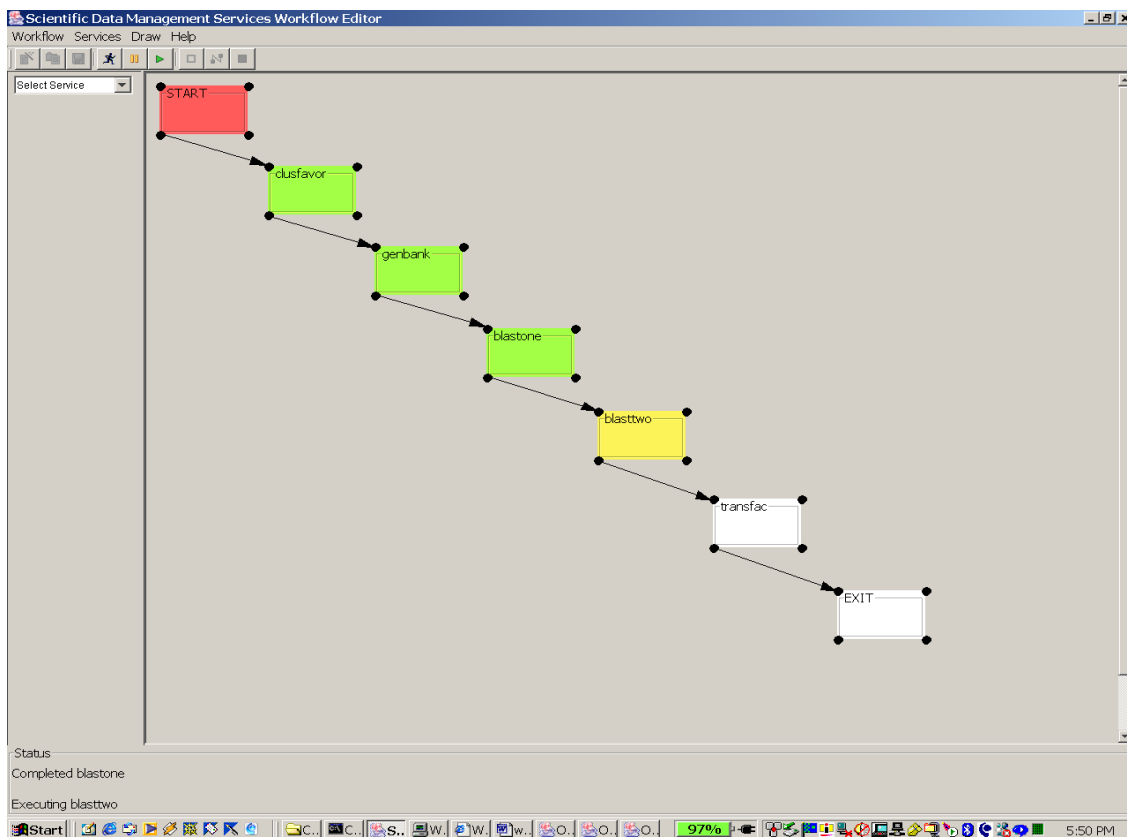 Scientific Data Management Services Workflow Editor
Workflow Services Draw Help
Select Service
START
clusfavor
genbank
blastone
blasttwo
transfac
EXIT
Status
Completed blastone
Executing blasttwo
Start C.. C.. S.. W.. W.. w.. O.. O.. O.. 97% 5:50 PM